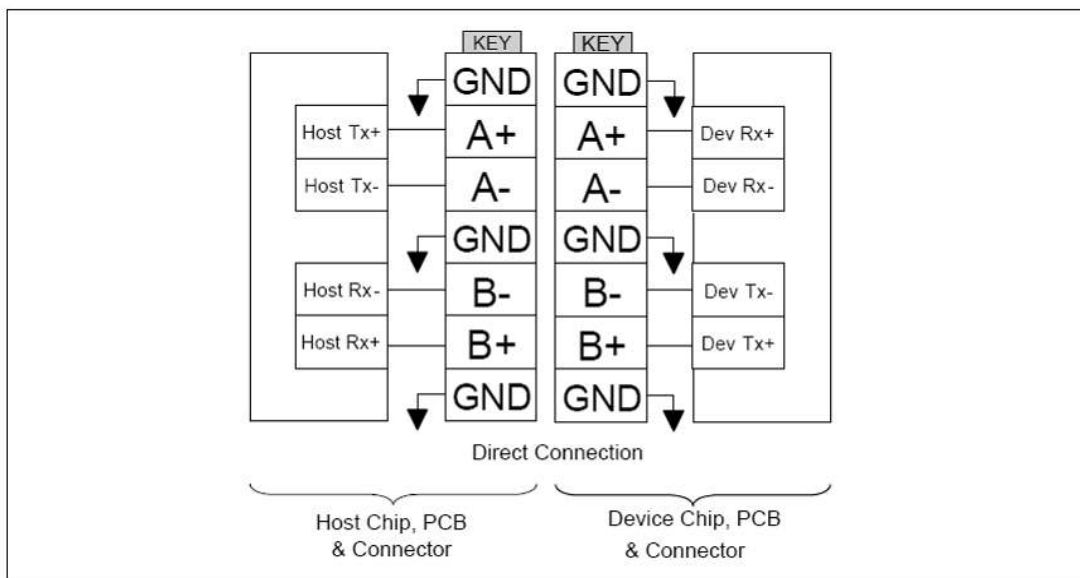 KEY KEY
GND GND
Host Tx+ A+ A+ Dev Rx+
Host Tx- A- A- Dev Rx-
GND GND
Host Rx- B- B- Dev Tx-
Host Rx+ B+ B+ Dev Tx+
GND GND
Direct Connection
Host Chip, PCB
& Connector
Device Chip, PCB
& Connector